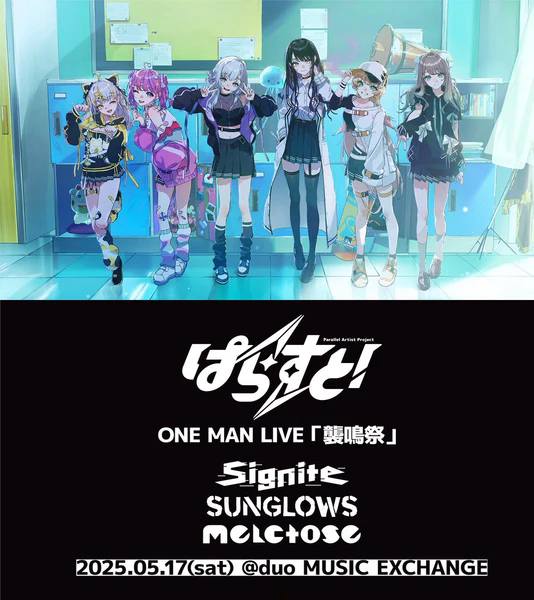 Parallel Artist Project
ぱらすと!
ONE MAN LIVE「襲鳴祭」
Signite
SUNGLOWS
melctose
2025.05.17(sat) @duo MUSIC EXCHANGE